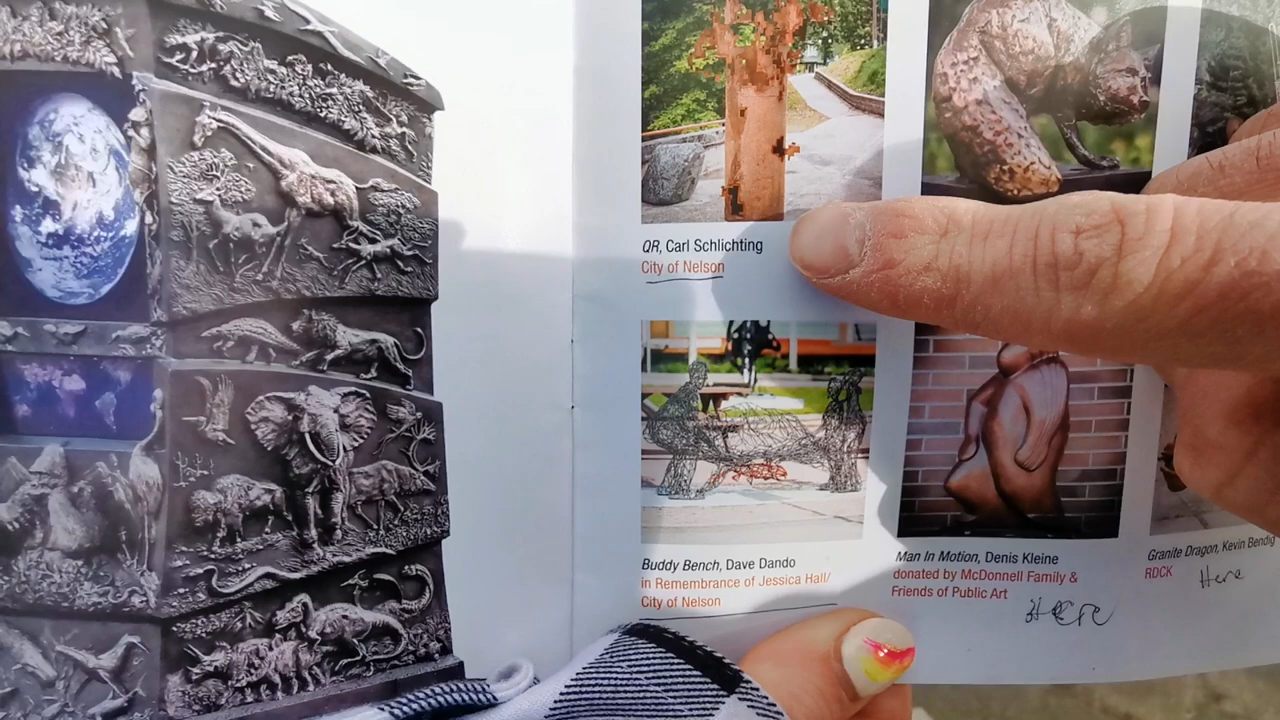 QR, Carl Schlichting
City of Nelson
Buddy Bench, Dave Dando
in Remembrance of Jessica Hall/
City of Nelson
Man In Motion, Denis Kleine
donated by McDonnell Family &
Friends of Public Art
Here
Granite Dragon, Kevin Bendig
RDCK
Here